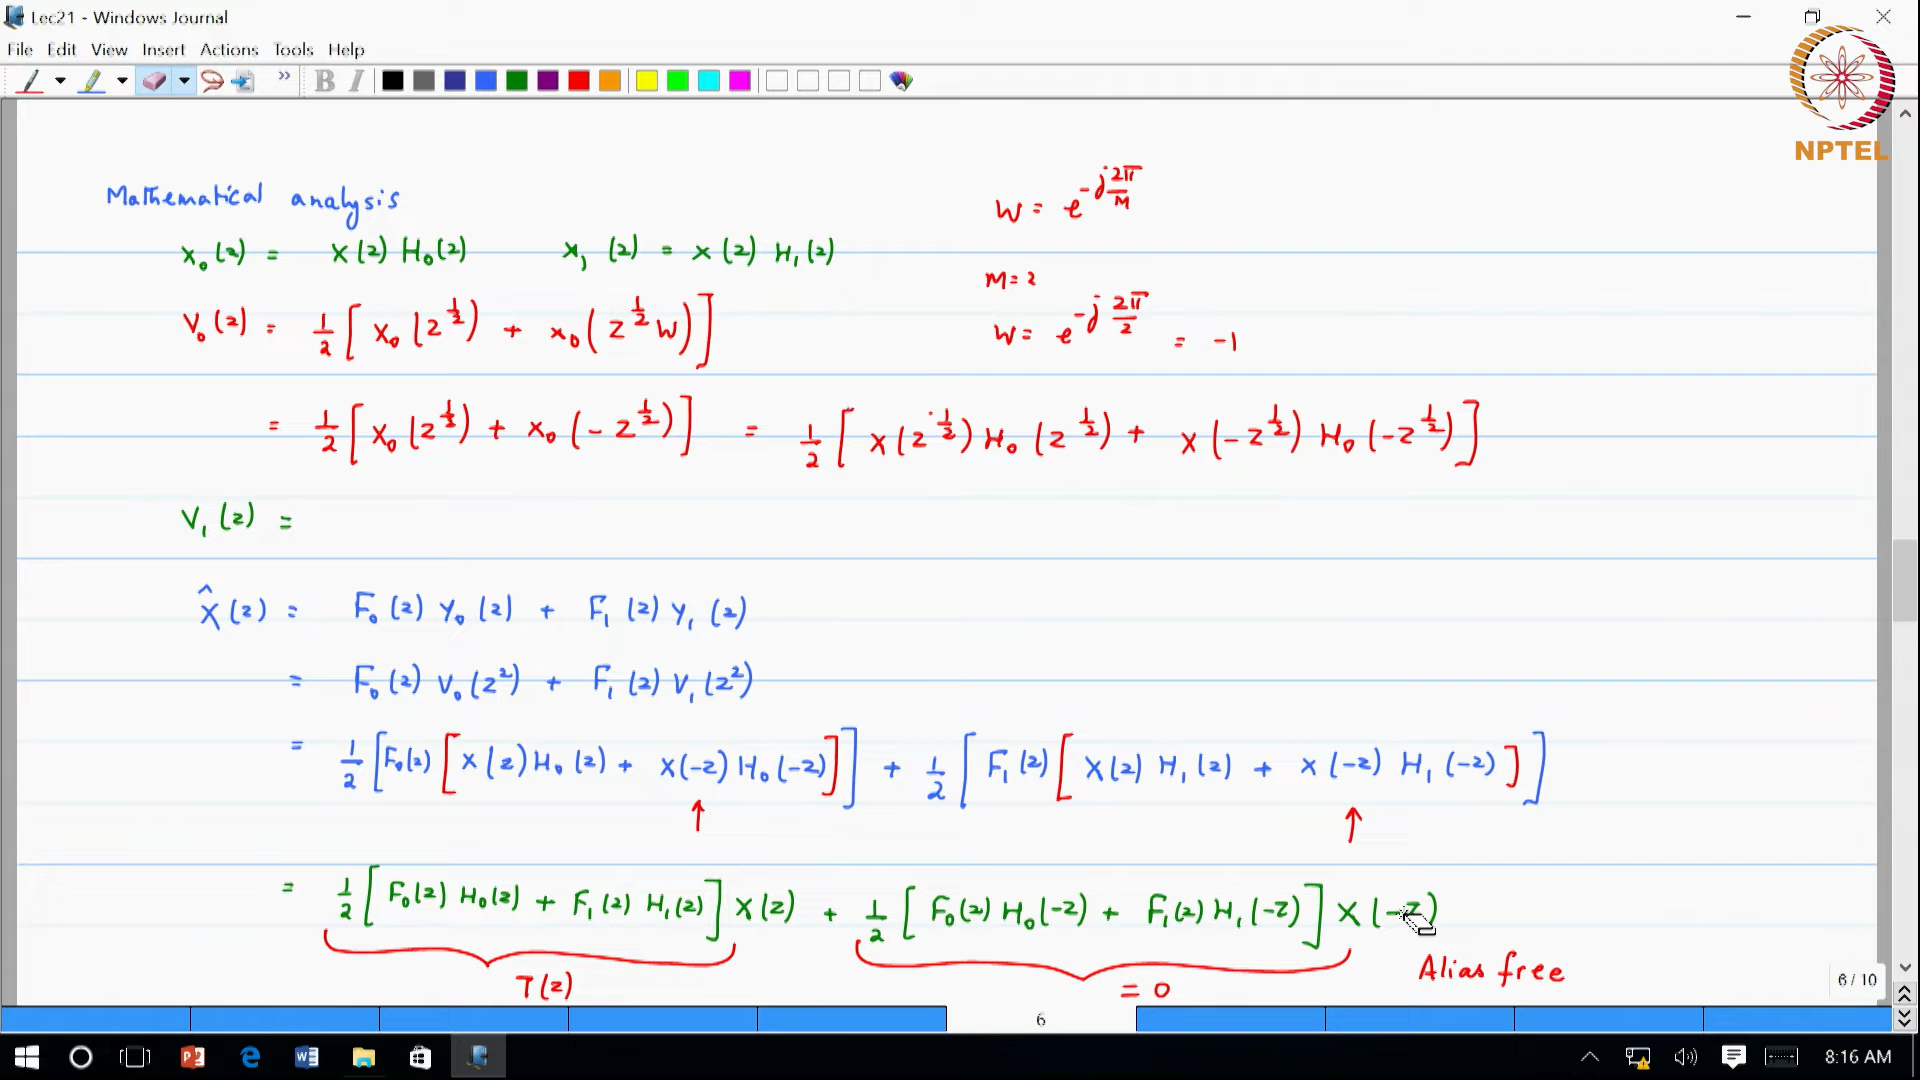 Lec21 - Windows Journal
File Edit View Insert Actions Tools Help
NPTEL
Mathematical analysis
W = e^{-j 2π/M}
X₀(z) = X(z) H₀(z) X₁(z) = X(z) H₁(z)
M = 2
V₀(z) = 1/2 [ X₀(z^{1/2}) + X₀(z^{1/2} W) ]
W = e^{-j 2π/2} = -1
= 1/2 [ X₀(z^{1/2}) + X₀(-z^{1/2}) ] = 1/2 [ X(z^{1/2}) H₀(z^{1/2}) + X(-z^{1/2}) H₀(-z^{1/2}) ]
V₁(z) =
X̂(z) = F₀(z) Y₀(z) + F₁(z) Y₁(z)
= F₀(z) V₀(z²) + F₁(z) V₁(z²)
= 1/2 [ F₀(z) [ X(z) H₀(z) + X(-z) H₀(-z) ] ] + 1/2 [ F₁(z) [ X(z) H₁(z) + X(-z) H₁(-z) ] ]
↑ ↑
= 1/2 [ F₀(z) H₀(z) + F₁(z) H₁(z) ] X(z) + 1/2 [ F₀(z) H₀(-z) + F₁(z) H₁(-z) ] X(-z)
T(z) = 0 Alias free
6 / 10
6
8:16 AM